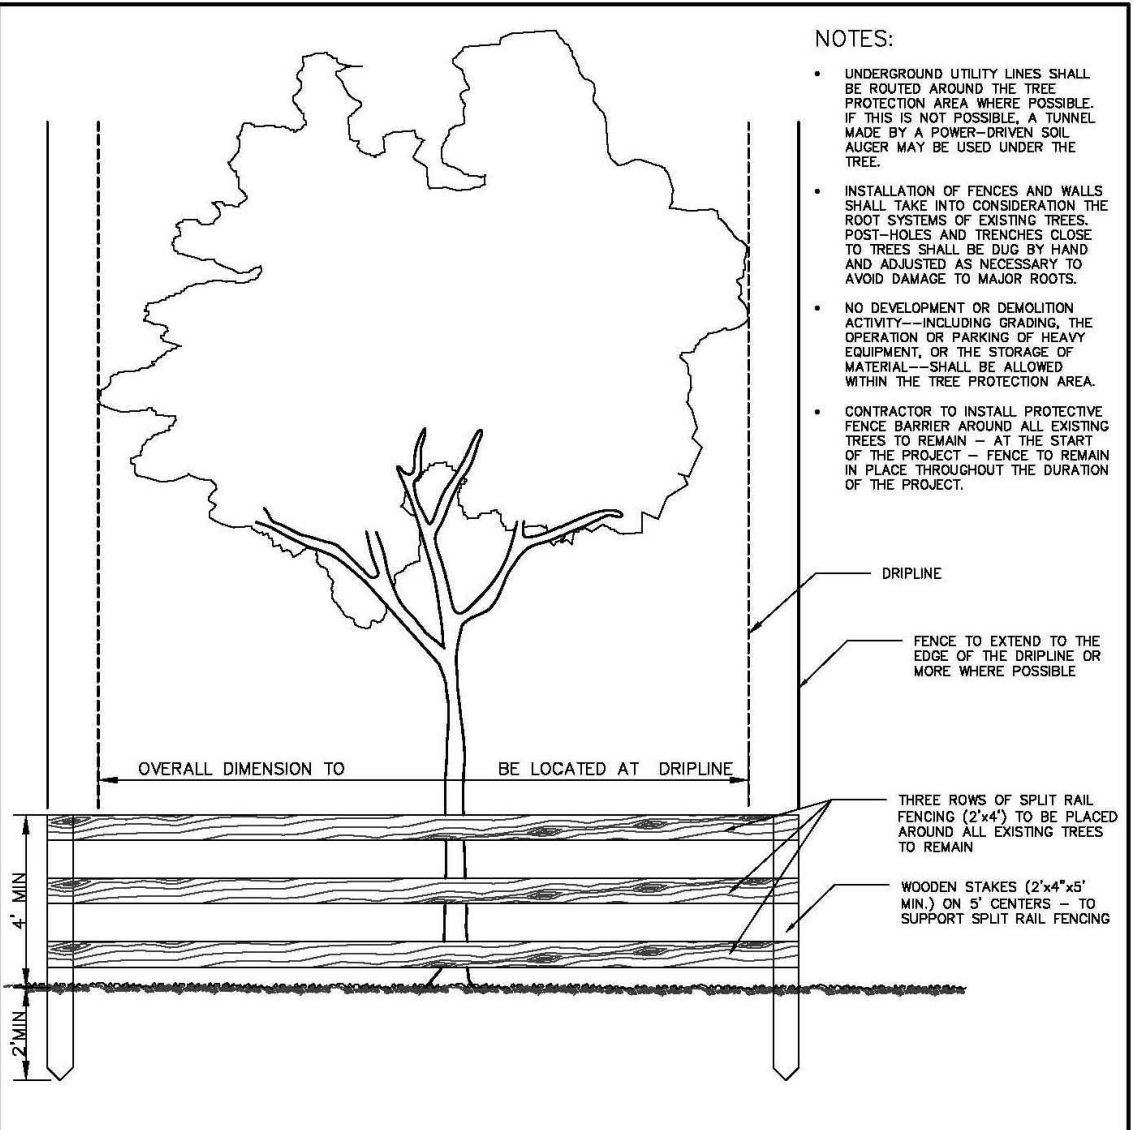 NOTES:
• UNDERGROUND UTILITY LINES SHALL
BE ROUTED AROUND THE TREE
PROTECTION AREA WHERE POSSIBLE.
IF THIS IS NOT POSSIBLE, A TUNNEL
MADE BY A POWER-DRIVEN SOIL
AUGER MAY BE USED UNDER THE
TREE.
• INSTALLATION OF FENCES AND WALLS
SHALL TAKE INTO CONSIDERATION THE
ROOT SYSTEMS OF EXISTING TREES.
POST-HOLES AND TRENCHES CLOSE
TO TREES SHALL BE DUG BY HAND
AND ADJUSTED AS NECESSARY TO
AVOID DAMAGE TO MAJOR ROOTS.
• NO DEVELOPMENT OR DEMOLITION
ACTIVITY--INCLUDING GRADING, THE
OPERATION OR PARKING OF HEAVY
EQUIPMENT, OR THE STORAGE OF
MATERIAL--SHALL BE ALLOWED
WITHIN THE TREE PROTECTION AREA.
• CONTRACTOR TO INSTALL PROTECTIVE
FENCE BARRIER AROUND ALL EXISTING
TREES TO REMAIN - AT THE START
OF THE PROJECT - FENCE TO REMAIN
IN PLACE THROUGHOUT THE DURATION
OF THE PROJECT.
DRIPLINE
FENCE TO EXTEND TO THE
EDGE OF THE DRIPLINE OR
MORE WHERE POSSIBLE
OVERALL DIMENSION TO BE LOCATED AT DRIPLINE
THREE ROWS OF SPLIT RAIL
FENCING (2'x4') TO BE PLACED
AROUND ALL EXISTING TREES
TO REMAIN
WOODEN STAKES (2'x4"x5'
MIN.) ON 5' CENTERS - TO
SUPPORT SPLIT RAIL FENCING
4' MIN
2'MIN